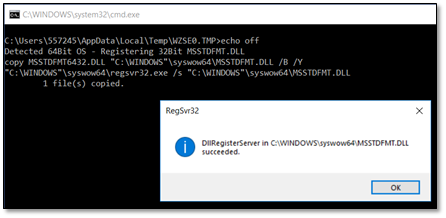 C:\WINDOWS\system32\cmd.exe
C:\Users\557245\AppData\Local\Temp\WZSE0.TMP>echo off
Detected 64Bit OS - Registering 32Bit MSSTDFMT.DLL
copy MSSTDFMT6432.DLL "C:\WINDOWS"\syswow64\MSSTDFMT.DLL /B /Y
"C:\WINDOWS"\syswow64\regsvr32.exe /s "C:\WINDOWS"\syswow64\MSSTDFMT.DLL
1 file(s) copied.
RegSvr32
DllRegisterServer in C:\WINDOWS\syswow64\MSSTDFMT.DLL
succeeded.
OK